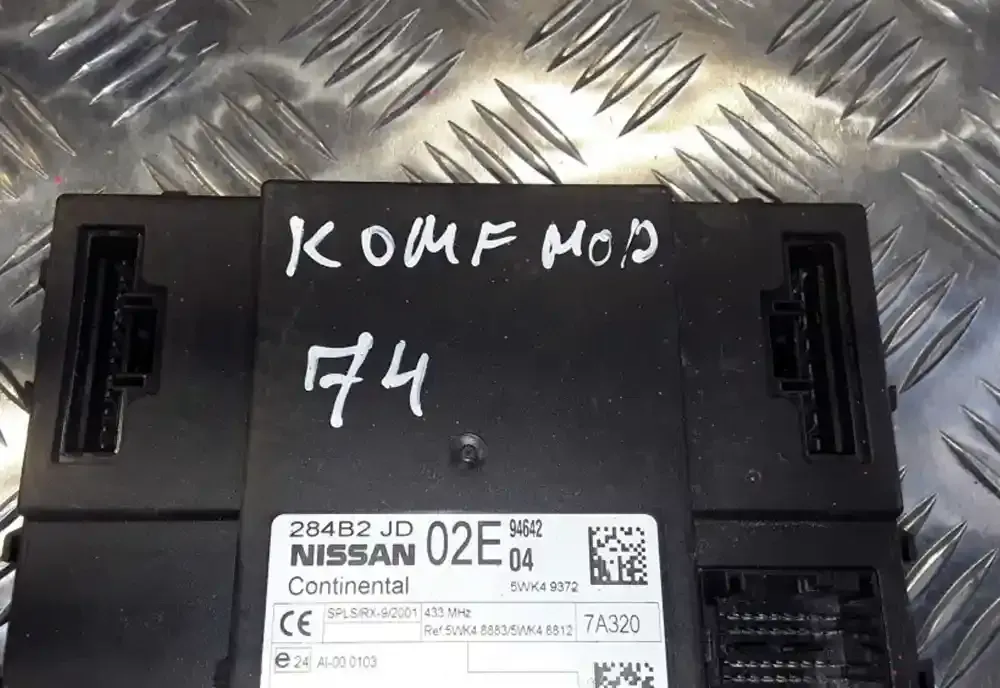 KOMF MOD
74
284B2 JD 02E 94642
NISSAN 04
Continental 5WK4 9372
CE SPLS/RX-9/2001 433 MHz
Ref.5WK4 8883/5WK4 8812 7A320
e24 AI-00 0103